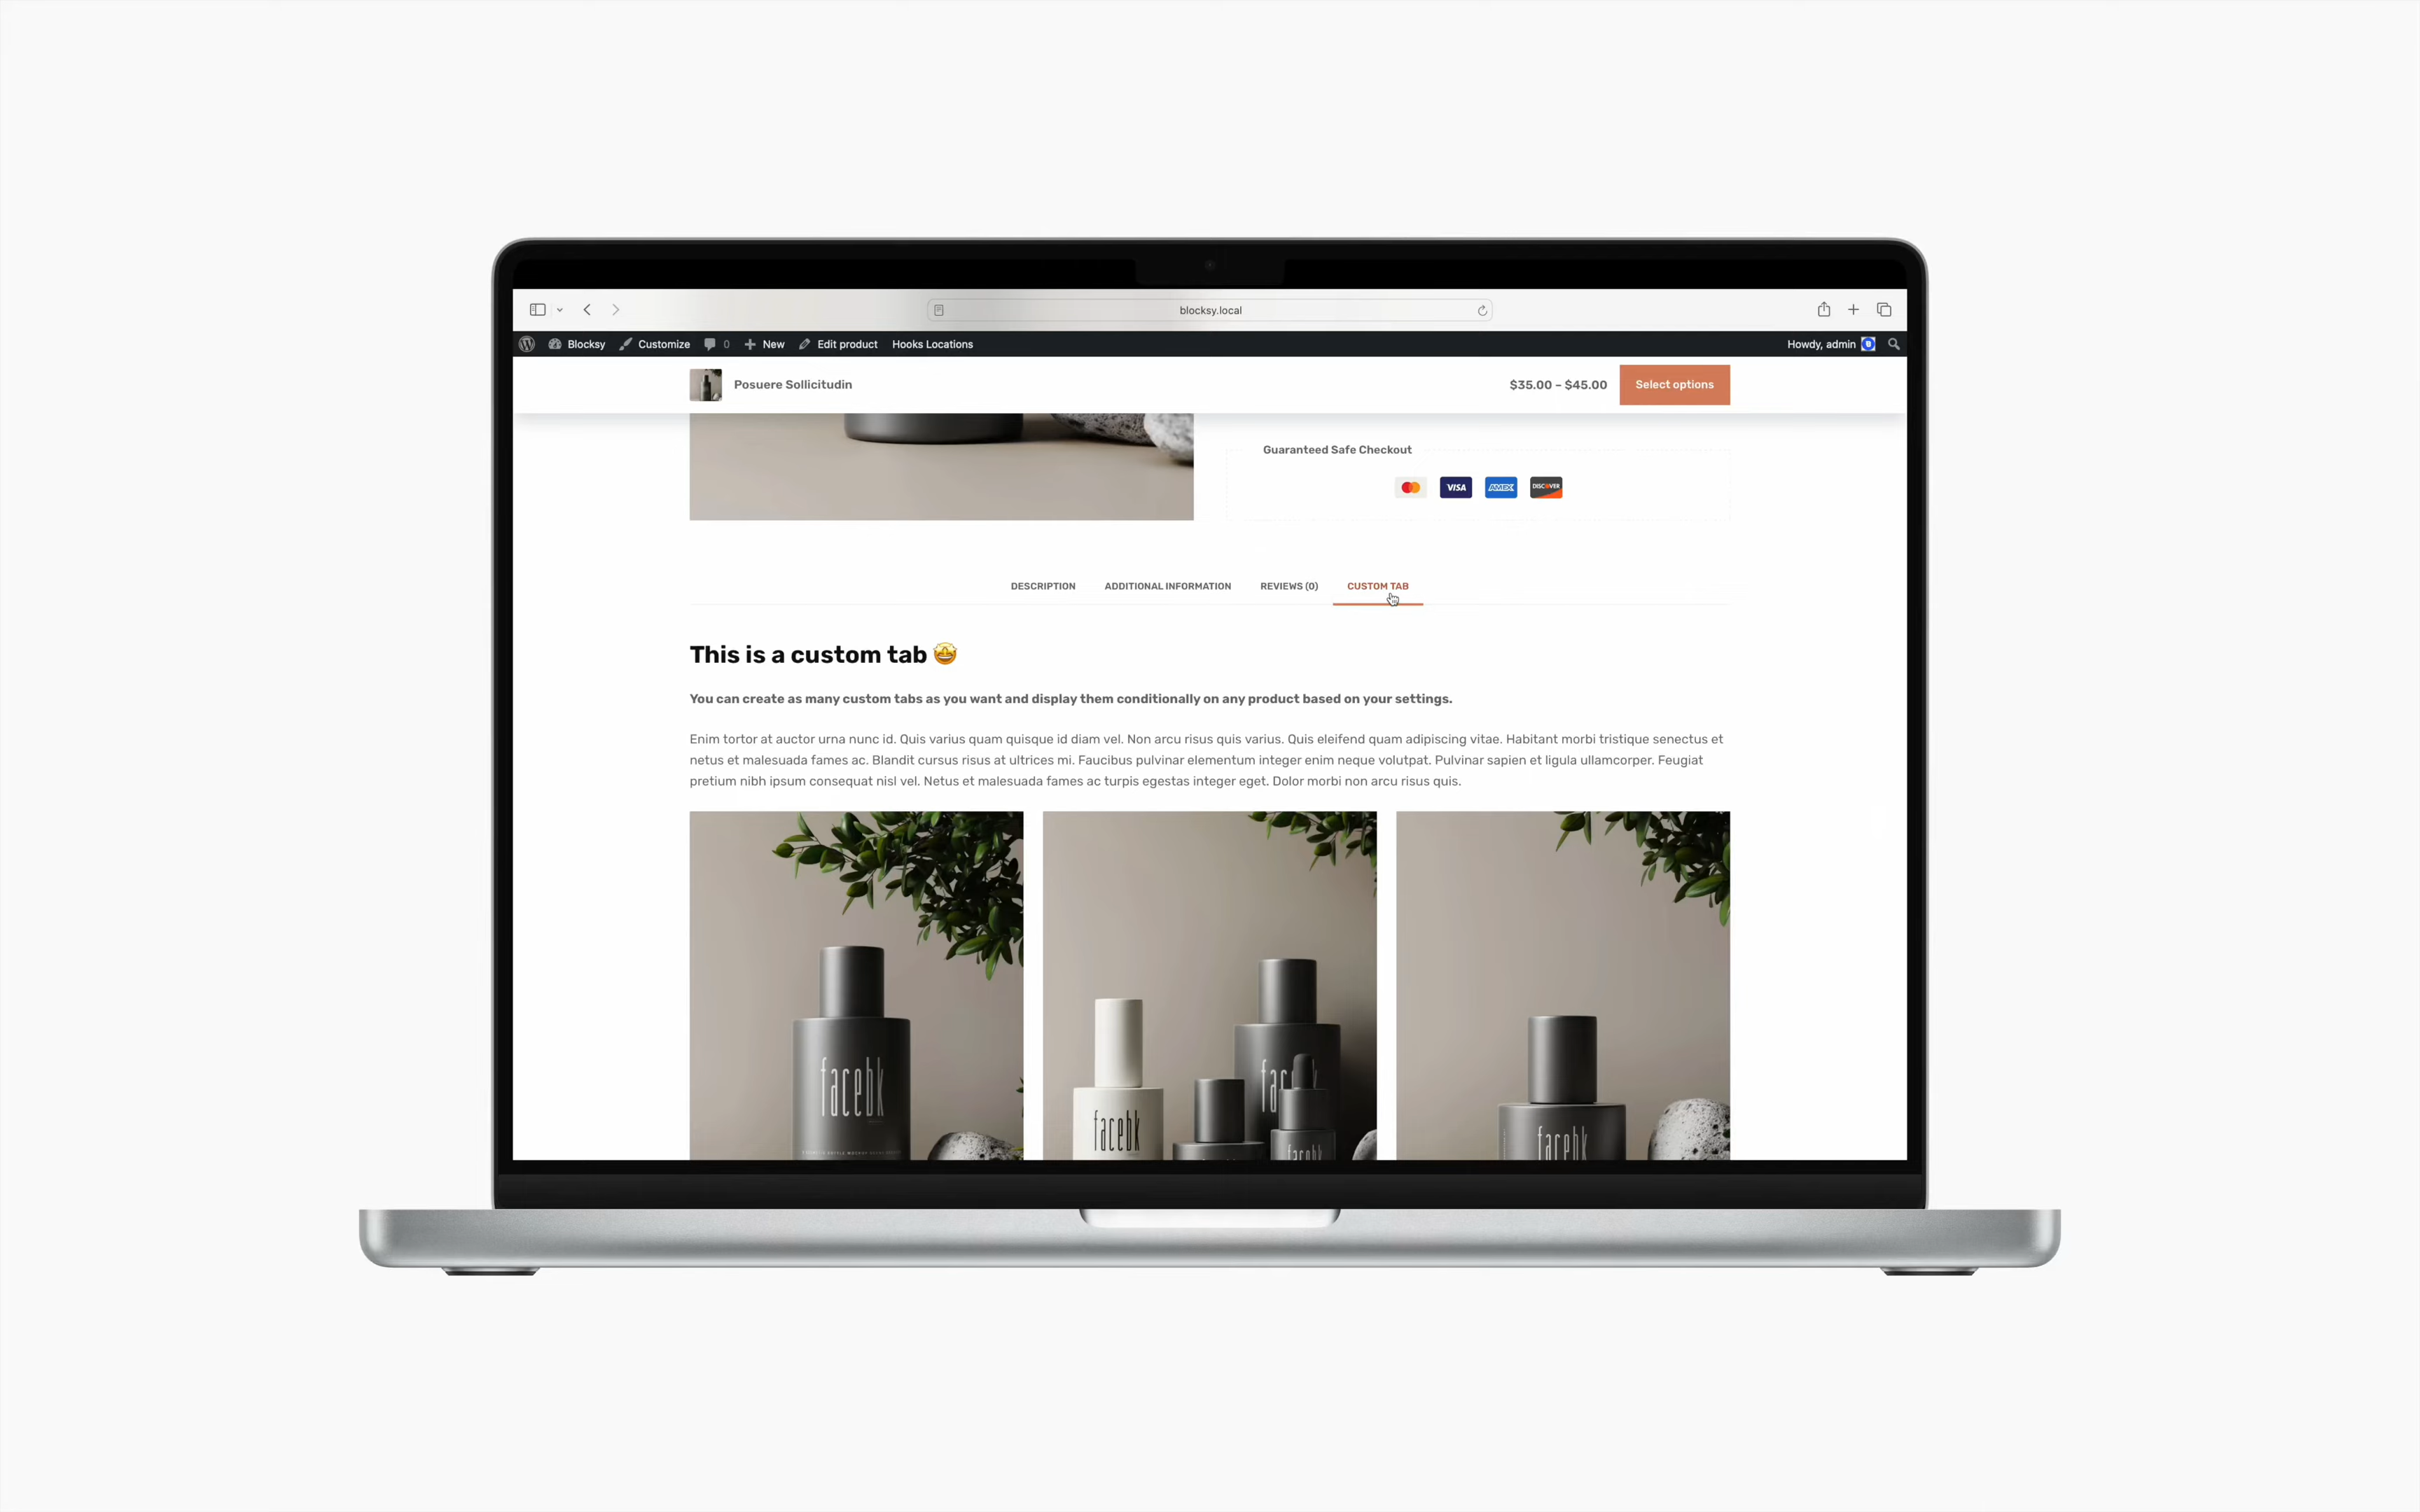 blocksy.local
Blocksy Customize 0 New Edit product Hooks Locations Howdy, admin
Posuere Sollicitudin $35.00 – $45.00 Select options
Guaranteed Safe Checkout
VISA AMEX DISCOVER
DESCRIPTION ADDITIONAL INFORMATION REVIEWS (0) CUSTOM TAB
This is a custom tab 🤩
You can create as many custom tabs as you want and display them conditionally on any product based on your settings.
Enim tortor at auctor urna nunc id. Quis varius quam quisque id diam vel. Non arcu risus quis varius. Quis eleifend quam adipiscing vitae. Habitant morbi tristique senectus et
netus et malesuada fames ac. Blandit cursus risus at ultrices mi. Faucibus pulvinar elementum integer enim neque volutpat. Pulvinar sapien et ligula ullamcorper. Feugiat
pretium nibh ipsum consequat nisl vel. Netus et malesuada fames ac turpis egestas integer eget. Dolor morbi non arcu risus quis.
facebk
facebk
facebk
facebk